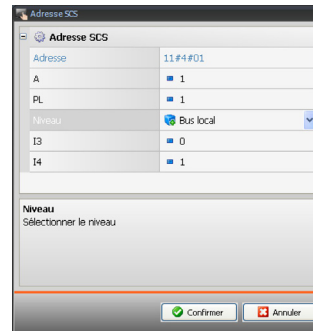 Adresse SCS
Adresse SCS
Adresse 11#4#01
A 1
PL 1
Niveau Bus local
I3 0
I4 1
Niveau
Sélectionner le niveau
Confirmer Annuler